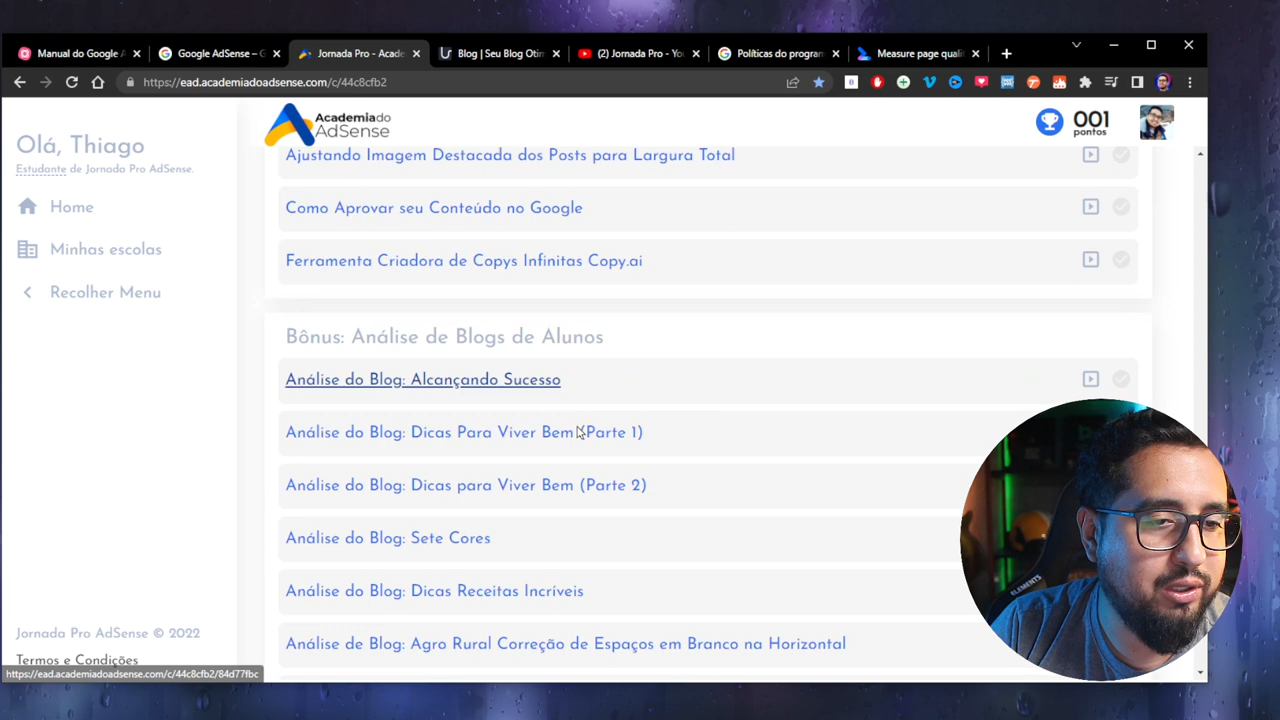 Manual do Google A
Google AdSense – G
Jornada Pro - Acade
Blog | Seu Blog Otim
(2) Jornada Pro - Yo
Políticas do program
Measure page quali
https://ead.academiadoadsense.com/c/44c8cfb2
Academiado
AdSense
001
pontos
Olá, Thiago
Estudante de Jornada Pro AdSense.
Home
Minhas escolas
Recolher Menu
Ajustando Imagem Destacada dos Posts para Largura Total
Como Aprovar seu Conteúdo no Google
Ferramenta Criadora de Copys Infinitas Copy.ai
Bônus: Análise de Blogs de Alunos
Análise do Blog: Alcançando Sucesso
Análise do Blog: Dicas Para Viver Bem (Parte 1)
Análise do Blog: Dicas para Viver Bem (Parte 2)
Análise do Blog: Sete Cores
Análise do Blog: Dicas Receitas Incríveis
Análise de Blog: Agro Rural Correção de Espaços em Branco na Horizontal
Jornada Pro AdSense © 2022
Termos e Condições
https://ead.academiadoadsense.com/c/44c8cfb2/84d77fbc
ELEMENTS